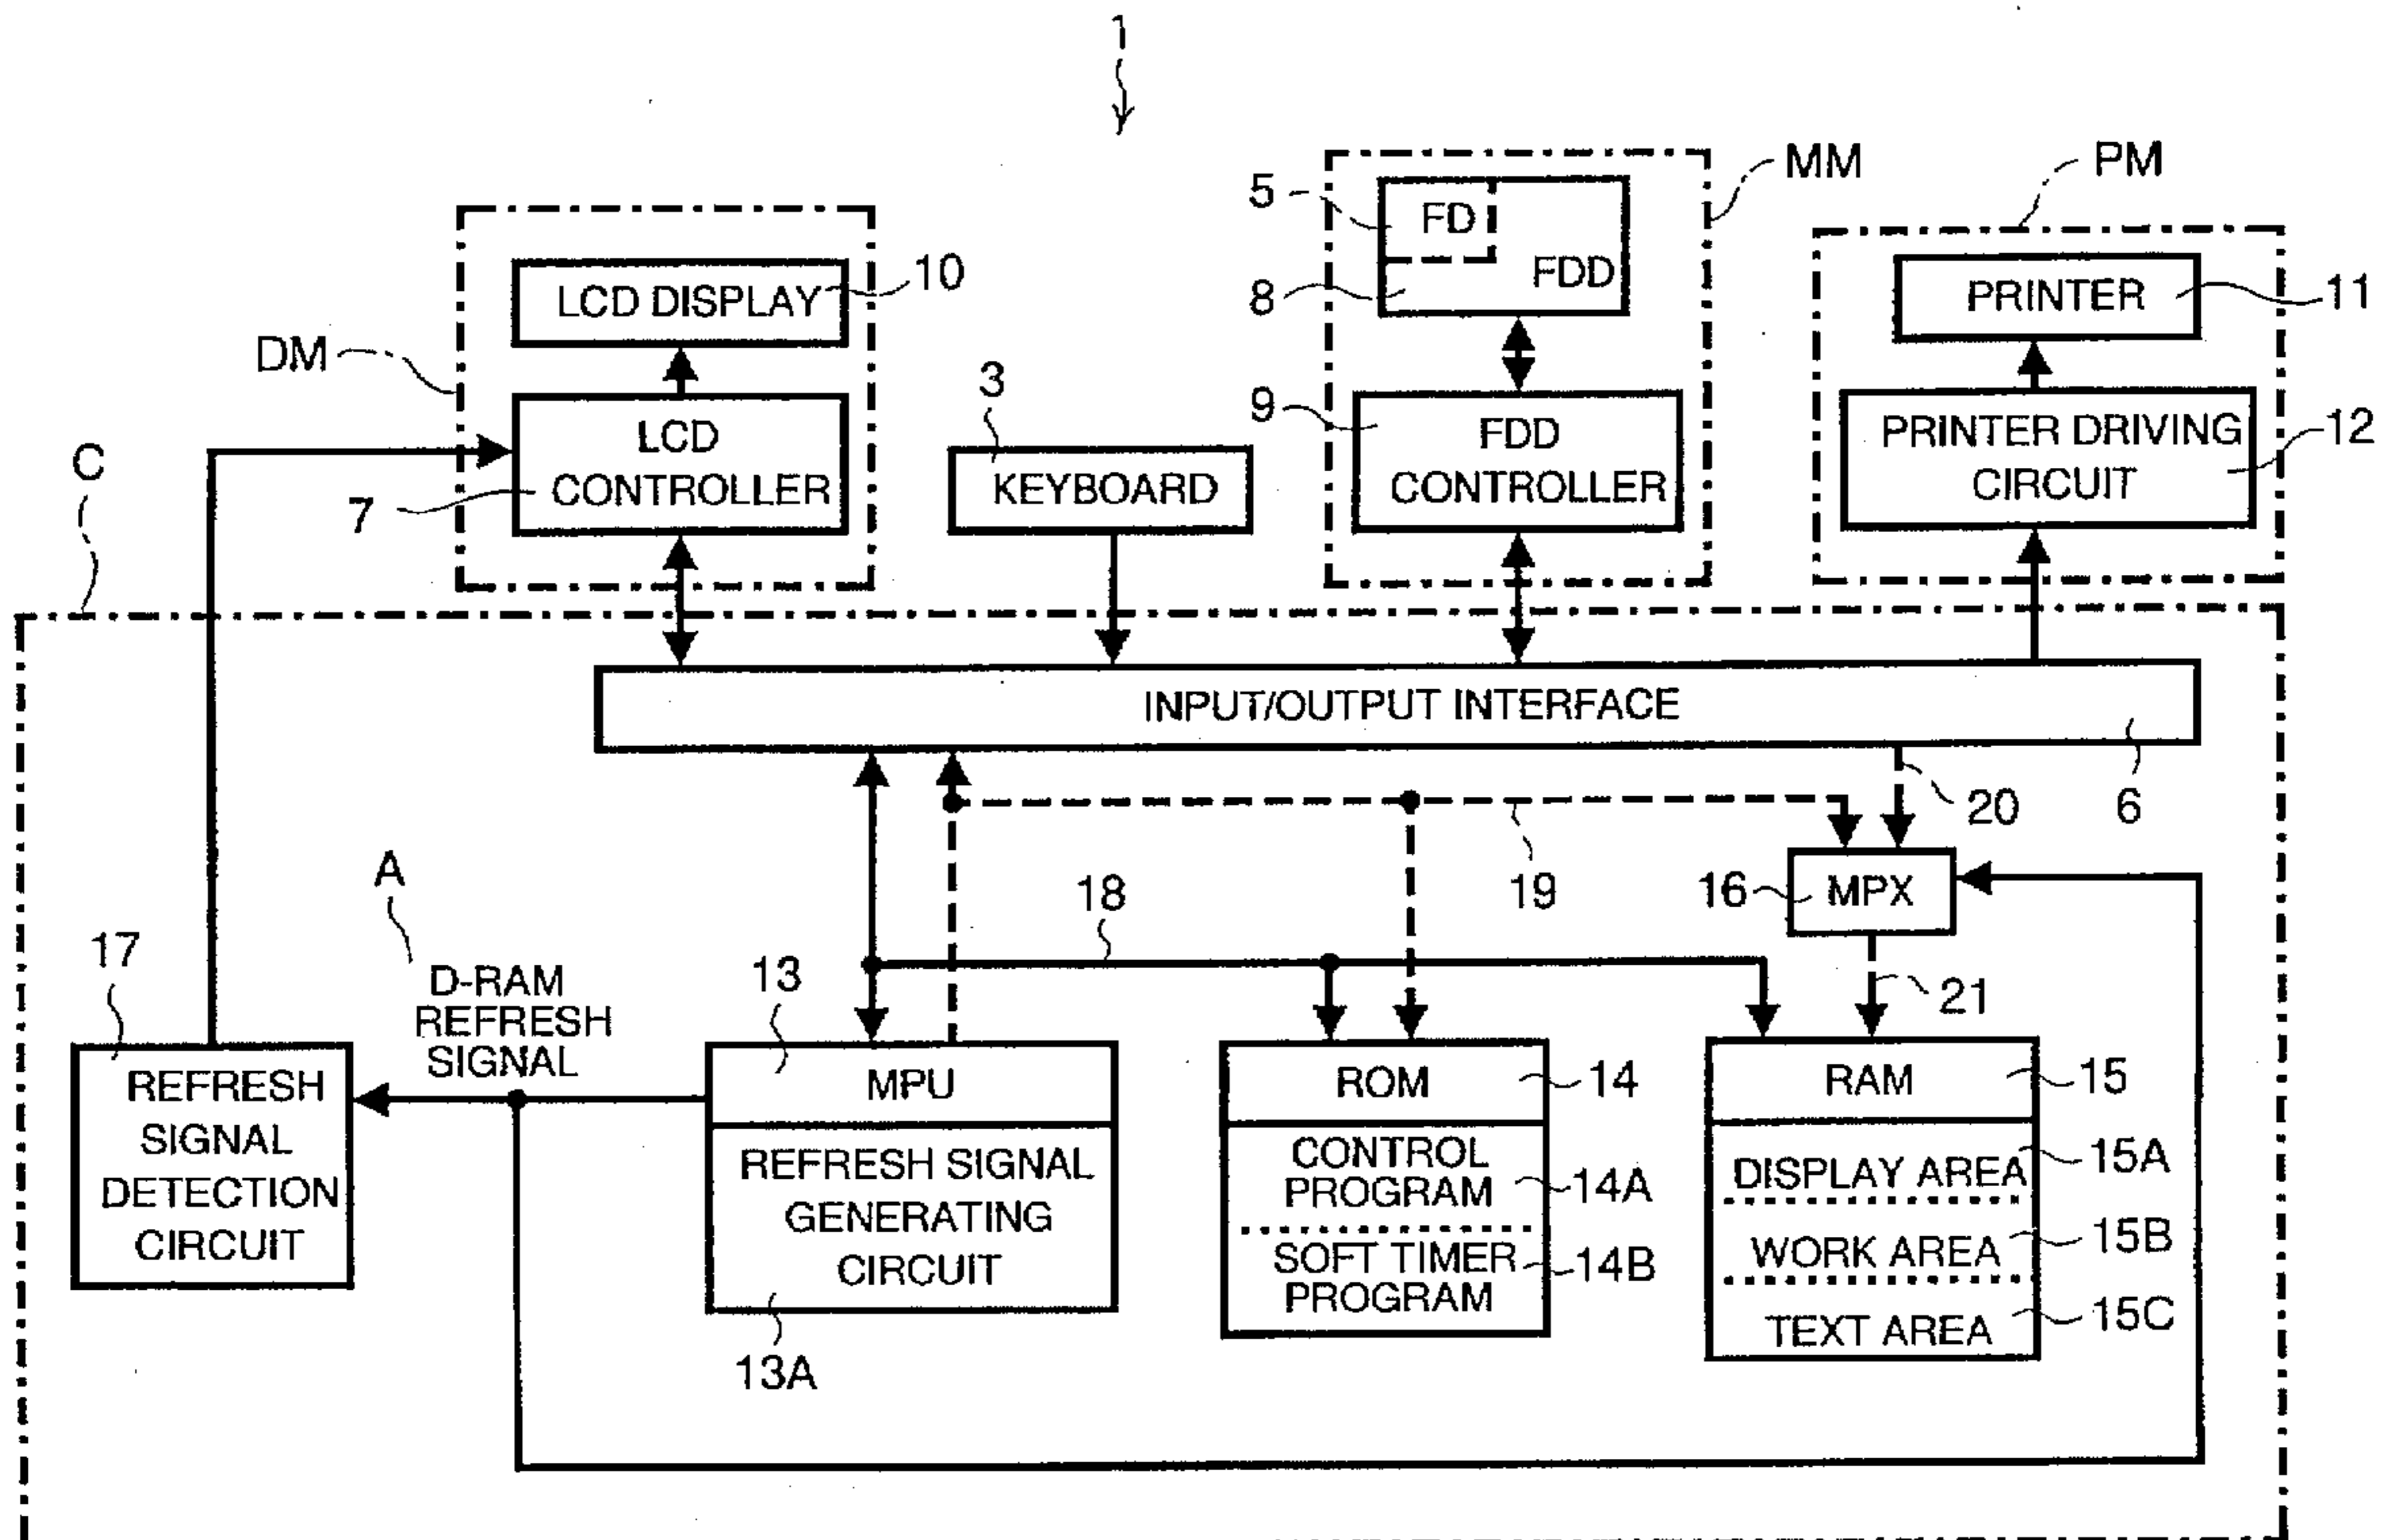 1
MM
PM
5
FD
FDD
8
LCD DISPLAY
10
PRINTER
11
DM
3
9
LCD
CONTROLLER
7
KEYBOARD
FDD
CONTROLLER
PRINTER DRIVING
CIRCUIT
12
C
INPUT/OUTPUT INTERFACE
6
20
19
A
18
16
MPX
17
D-RAM
REFRESH
SIGNAL
13
21
REFRESH
SIGNAL
DETECTION
CIRCUIT
MPU
REFRESH SIGNAL
GENERATING
CIRCUIT
13A
ROM
14
CONTROL
PROGRAM
14A
SOFT TIMER
PROGRAM
14B
RAM
15
DISPLAY AREA
15A
WORK AREA
15B
TEXT AREA
15C